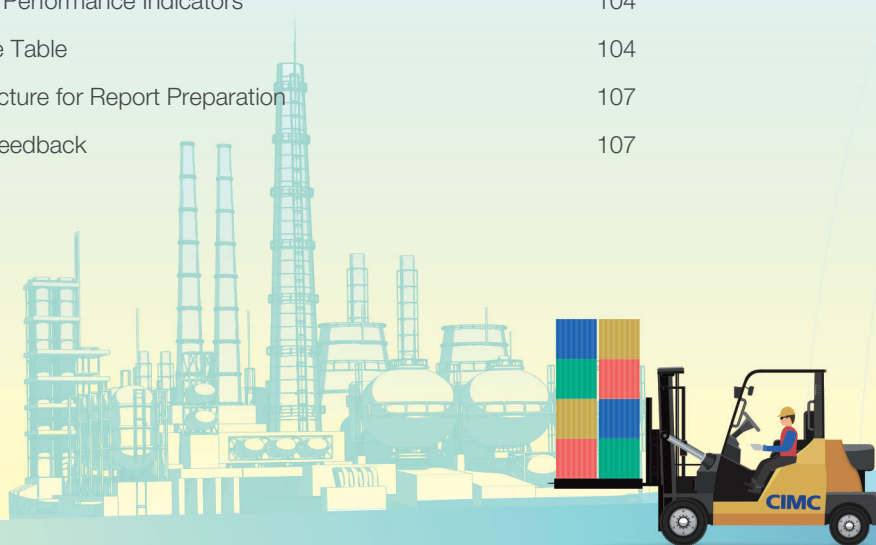 Performance Indicators 104
Table 104
cture for Report Preparation 107
eedback 107
CIMC